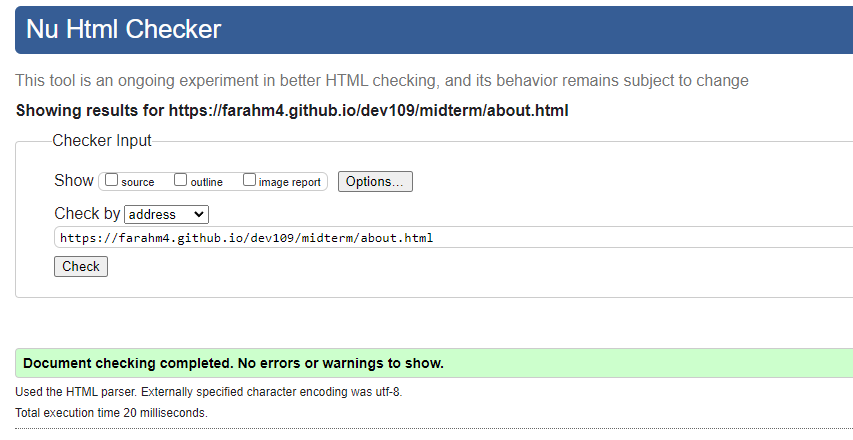 Nu Html Checker
This tool is an ongoing experiment in better HTML checking, and its behavior remains subject to change
Showing results for https://farahm4.github.io/dev109/midterm/about.html
Checker Input
Show source outline image report Options...
Check by address
https://farahm4.github.io/dev109/midterm/about.html
Check
Document checking completed. No errors or warnings to show.
Used the HTML parser. Externally specified character encoding was utf-8.
Total execution time 20 milliseconds.